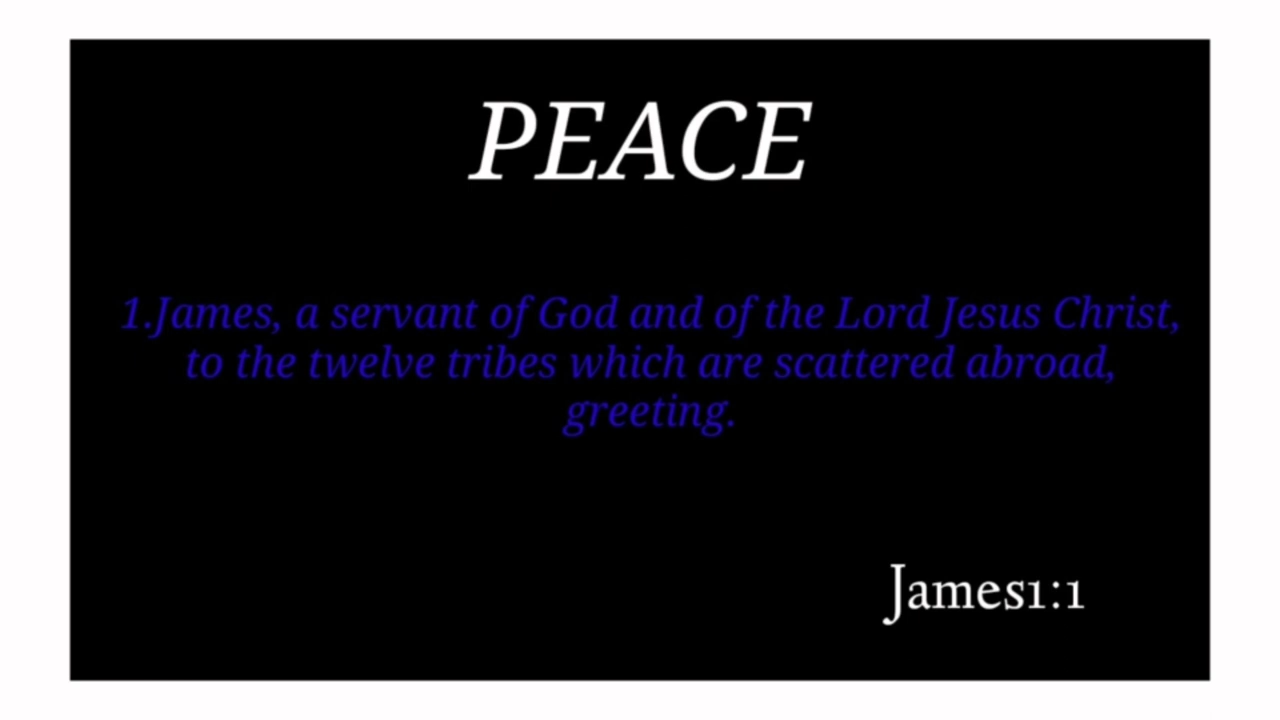 PEACE
1.James, a servant of God and of the Lord Jesus Christ,
to the twelve tribes which are scattered abroad,
greeting.
James1:1